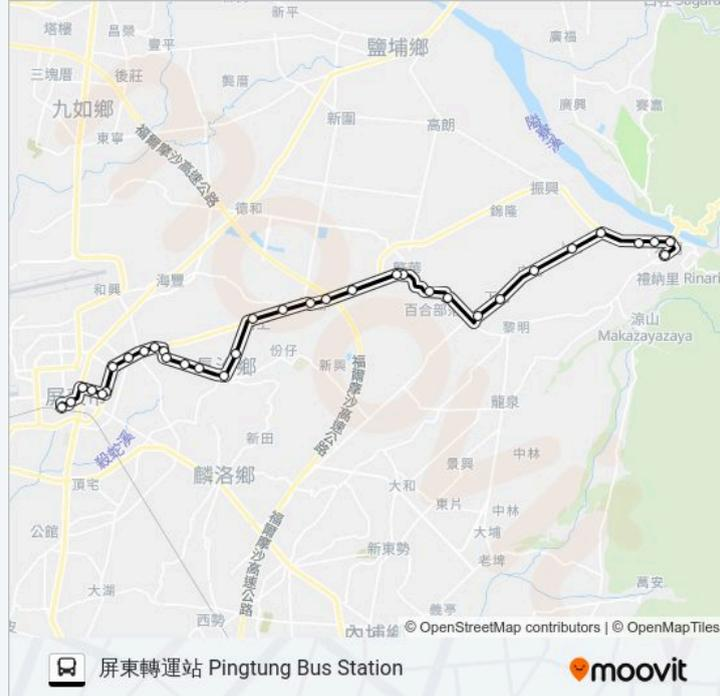 新平
塔樓
昌榮
豐平
鹽埔鄉
廣福
三塊厝
後庄
龔厝
廣興
賽嘉
九如鄉
新圍
高朗
東寧
福爾摩沙高速公路
隘寮溪
振興
德和
錦隆
海豐
和興
禮納里 Rinari
百合部落
黎明
涼山
Makazayazaya
份仔
新興
福爾摩沙高速公路
龍泉
殺蛇溪
新田
中林
景興
麟洛鄉
頂宅
大和
東片
中林
公館
大埔
福爾摩沙高速公路
新東勢
老埤
大湖
萬安
義亭
西勢
內埔鄉
© OpenStreetMap contributors | © OpenMapTiles
屏東轉運站 Pingtung Bus Station
moovit